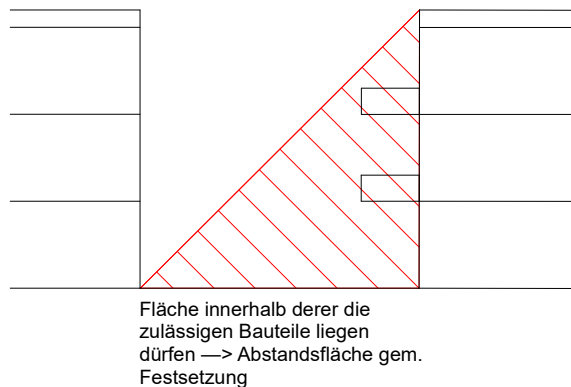 Fläche innerhalb derer die
zulässigen Bauteile liegen
dürfen —> Abstandsfläche gem.
Festsetzung